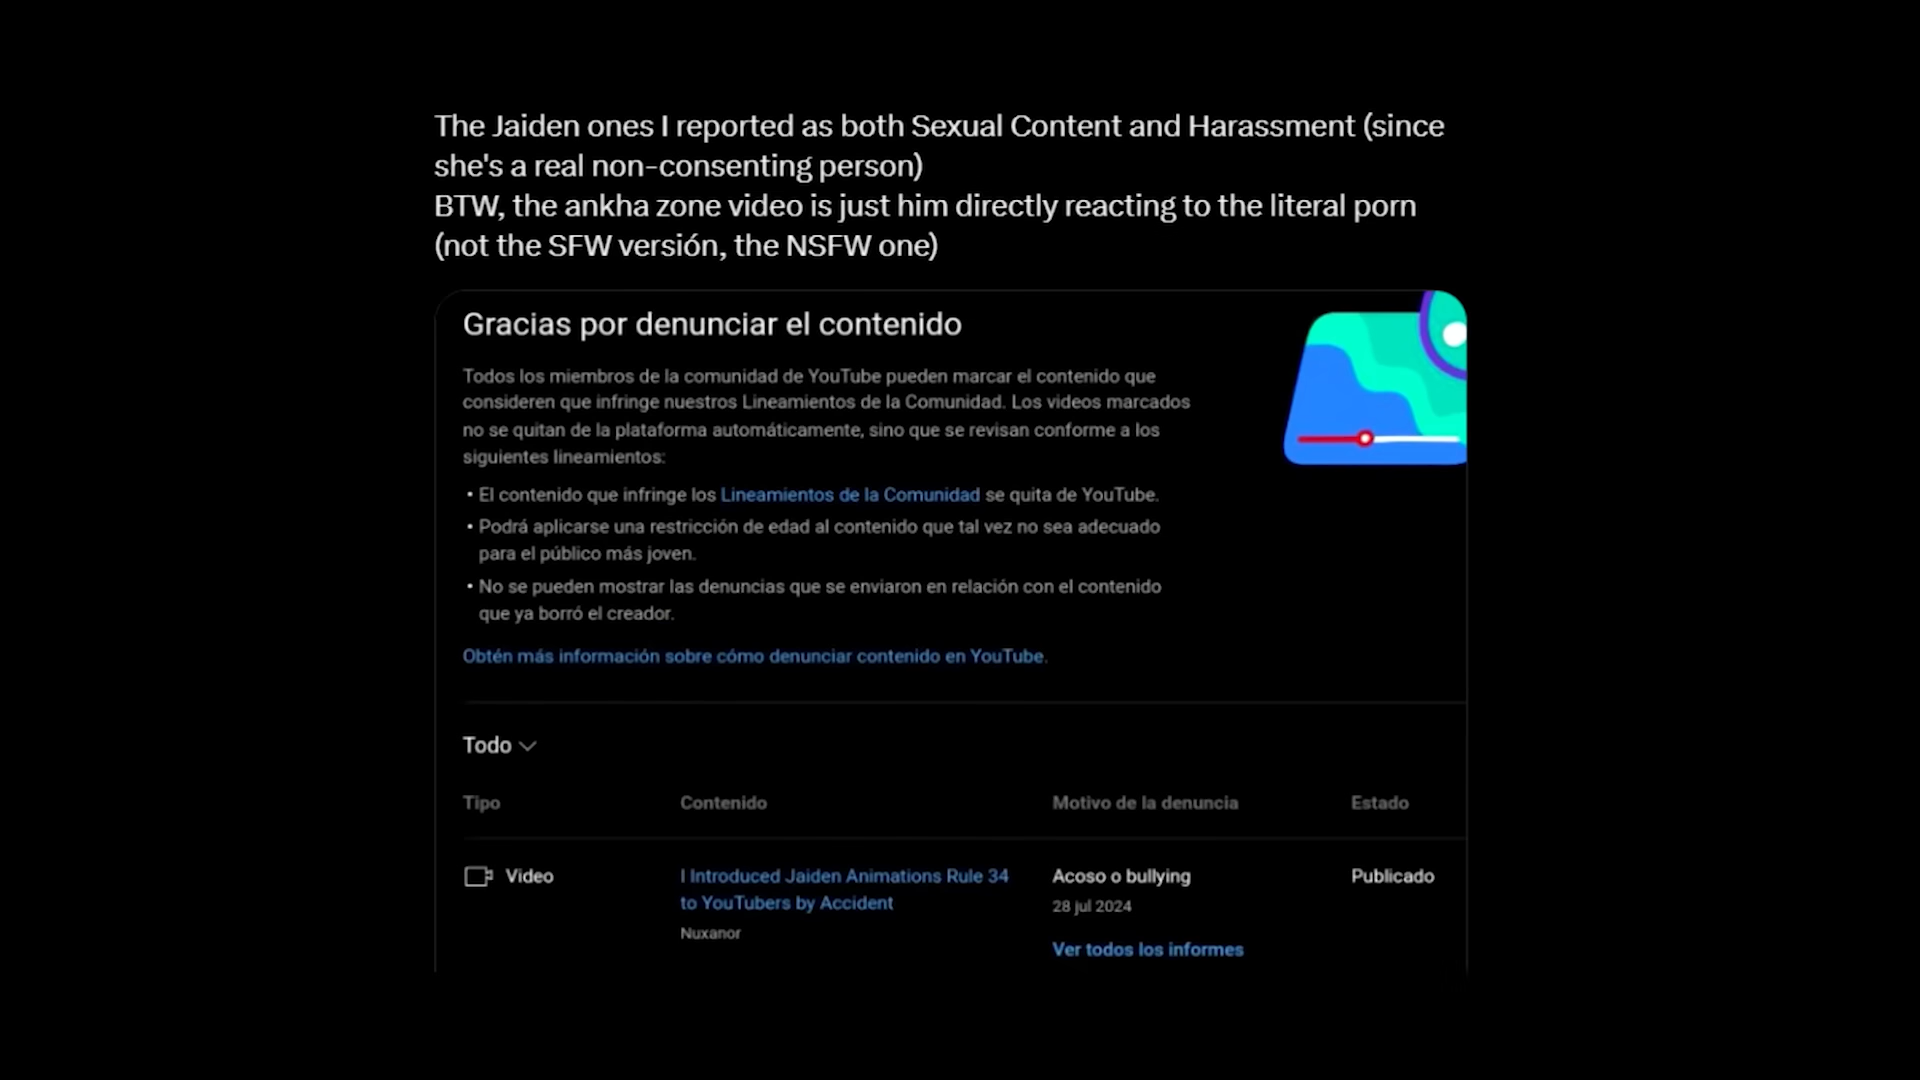 The Jaiden ones I reported as both Sexual Content and Harassment (since
she's a real non-consenting person)
BTW, the ankha zone video is just him directly reacting to the literal porn
(not the SFW versión, the NSFW one)
Gracias por denunciar el contenido
Todos los miembros de la comunidad de YouTube pueden marcar el contenido que
consideren que infringe nuestros Lineamientos de la Comunidad. Los videos marcados
no se quitan de la plataforma automáticamente, sino que se revisan conforme a los
siguientes lineamientos:
• El contenido que infringe los Lineamientos de la Comunidad se quita de YouTube.
• Podrá aplicarse una restricción de edad al contenido que tal vez no sea adecuado
para el público más joven.
• No se pueden mostrar las denuncias que se enviaron en relación con el contenido
que ya borró el creador.
Obtén más información sobre cómo denunciar contenido en YouTube.
Todo
Tipo Contenido Motivo de la denuncia Estado
Video I Introduced Jaiden Animations Rule 34 Acoso o bullying Publicado
to YouTubers by Accident 28 jul 2024
Nuxanor Ver todos los informes